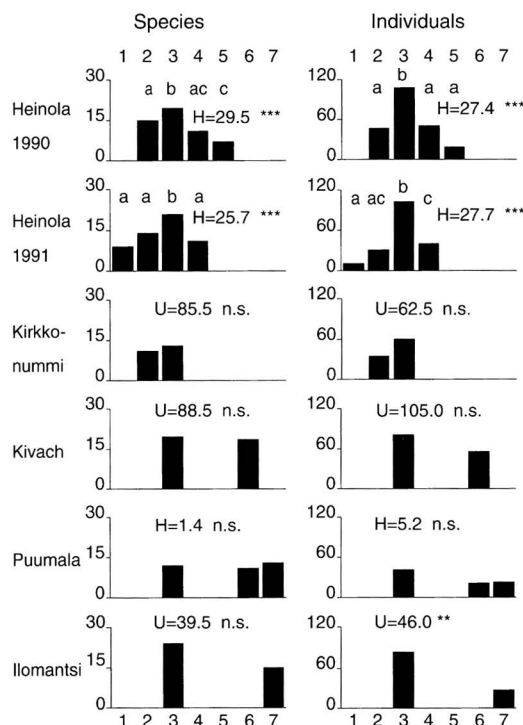 Species Individuals
1 2 3 4 5 6 7 1 2 3 4 5 6 7
Heinola
1990
30
15
0
a b ac c
H=29.5 ***
120
60
0
a b a a
H=27.4 ***
Heinola
1991
30
15
0
a a b a
H=25.7 ***
120
60
0
a ac b c
H=27.7 ***
Kirkko-
nummi
30
15
0
U=85.5 n.s.
120
60
0
U=62.5 n.s.
Kivach
30
15
0
U=88.5 n.s.
120
60
0
U=105.0 n.s.
Puumala
30
15
0
H=1.4 n.s.
120
60
0
H=5.2 n.s.
Ilomantsi
30
15
0
U=39.5 n.s.
120
60
0
U=46.0 **
1 2 3 4 5 6 7 1 2 3 4 5 6 7